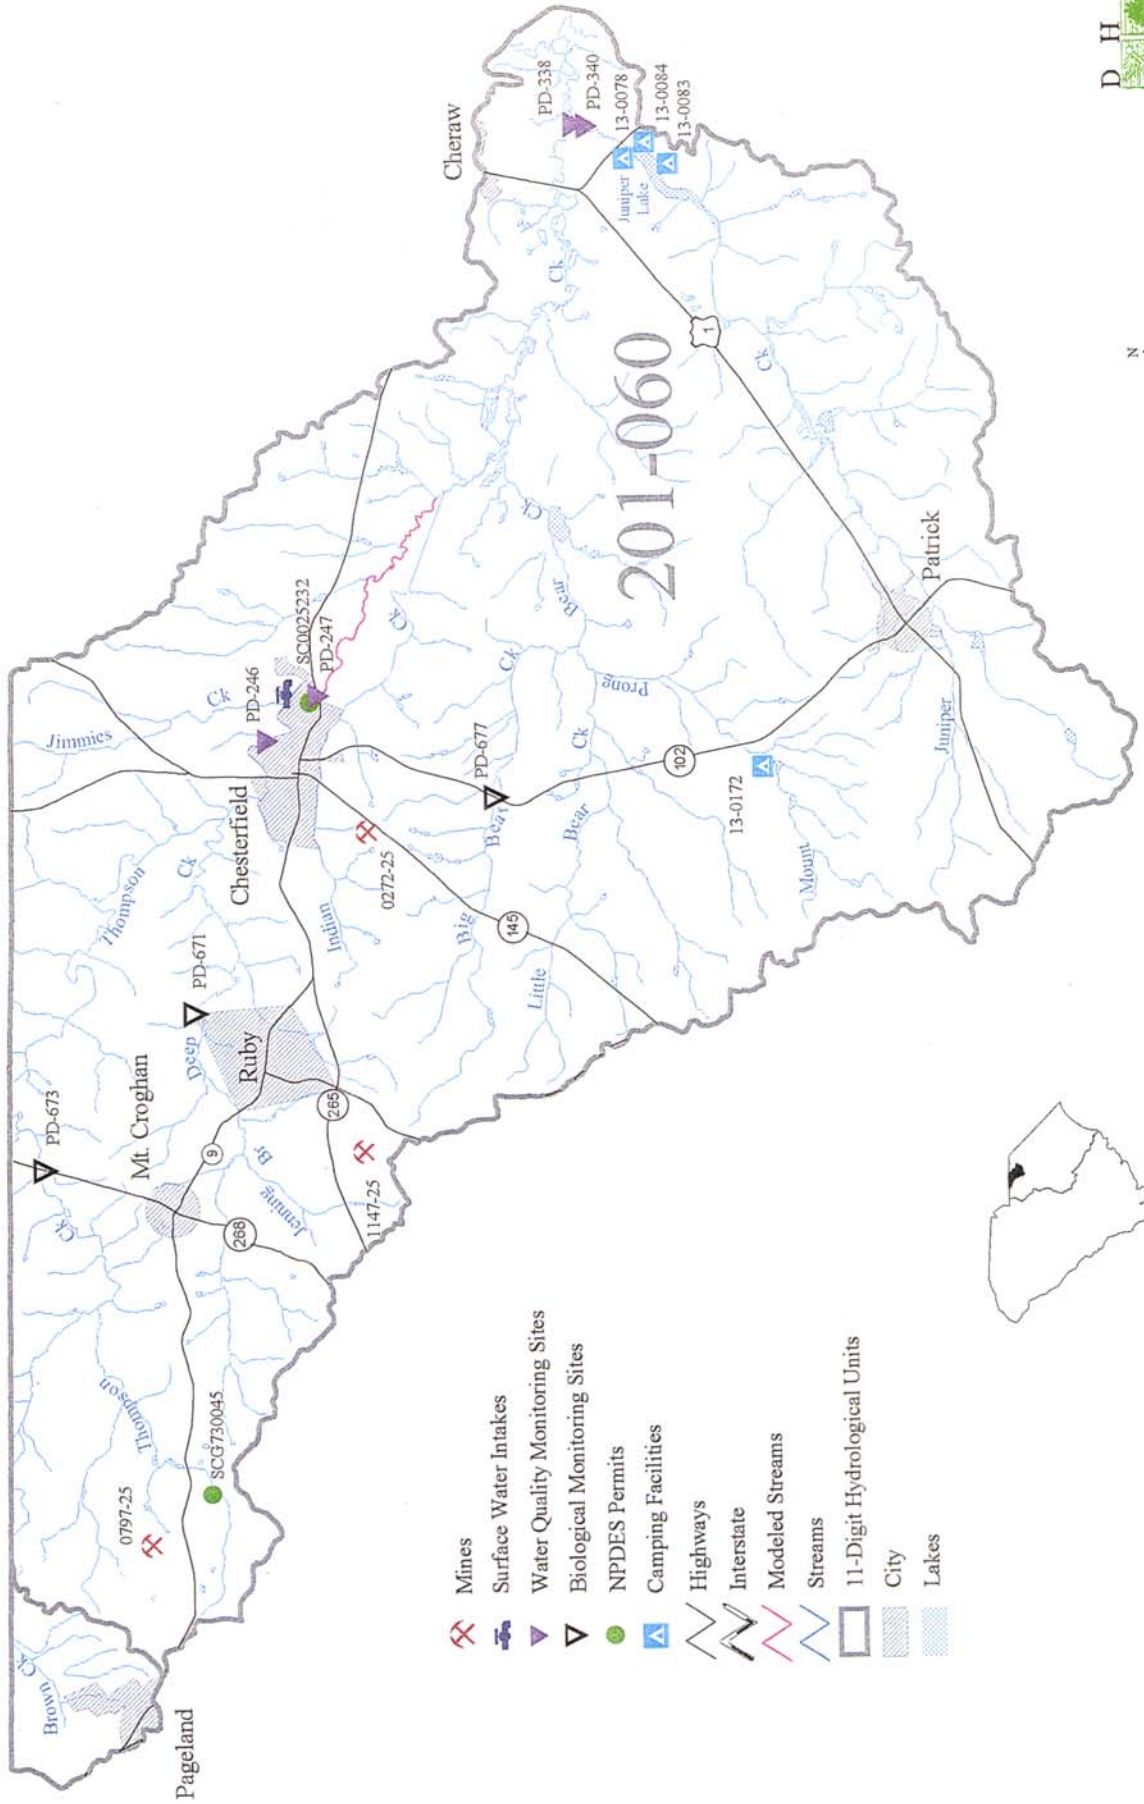 Pageland
Brown
Ck
0797-25
SCG730045
Thompson
Ck
PD-673
Mt. Croghan
268
9
Jenning
Br
1147-25
265
Deep
Ruby
PD-671
Thompson
Ck
Indian
Chesterfield
0272-25
145
Jimmies
Ck
PD-246
SC0025232
PD-247
Ck
Big
Bear
PD-677
Ck
Little
Bear
Ck
102
13-0172
Mount
Prong
Bear
Ck
Juniper
Patrick
201-060
1
Ck
Ck
Cheraw
PD-338
PD-340
13-0078
13-0084
13-0083
Juniper
Lake
Mines
Surface Water Intakes
Water Quality Monitoring Sites
Biological Monitoring Sites
NPDES Permits
Camping Facilities
Highways
Interstate
Modeled Streams
Streams
11-Digit Hydrological Units
City
Lakes
N
D H